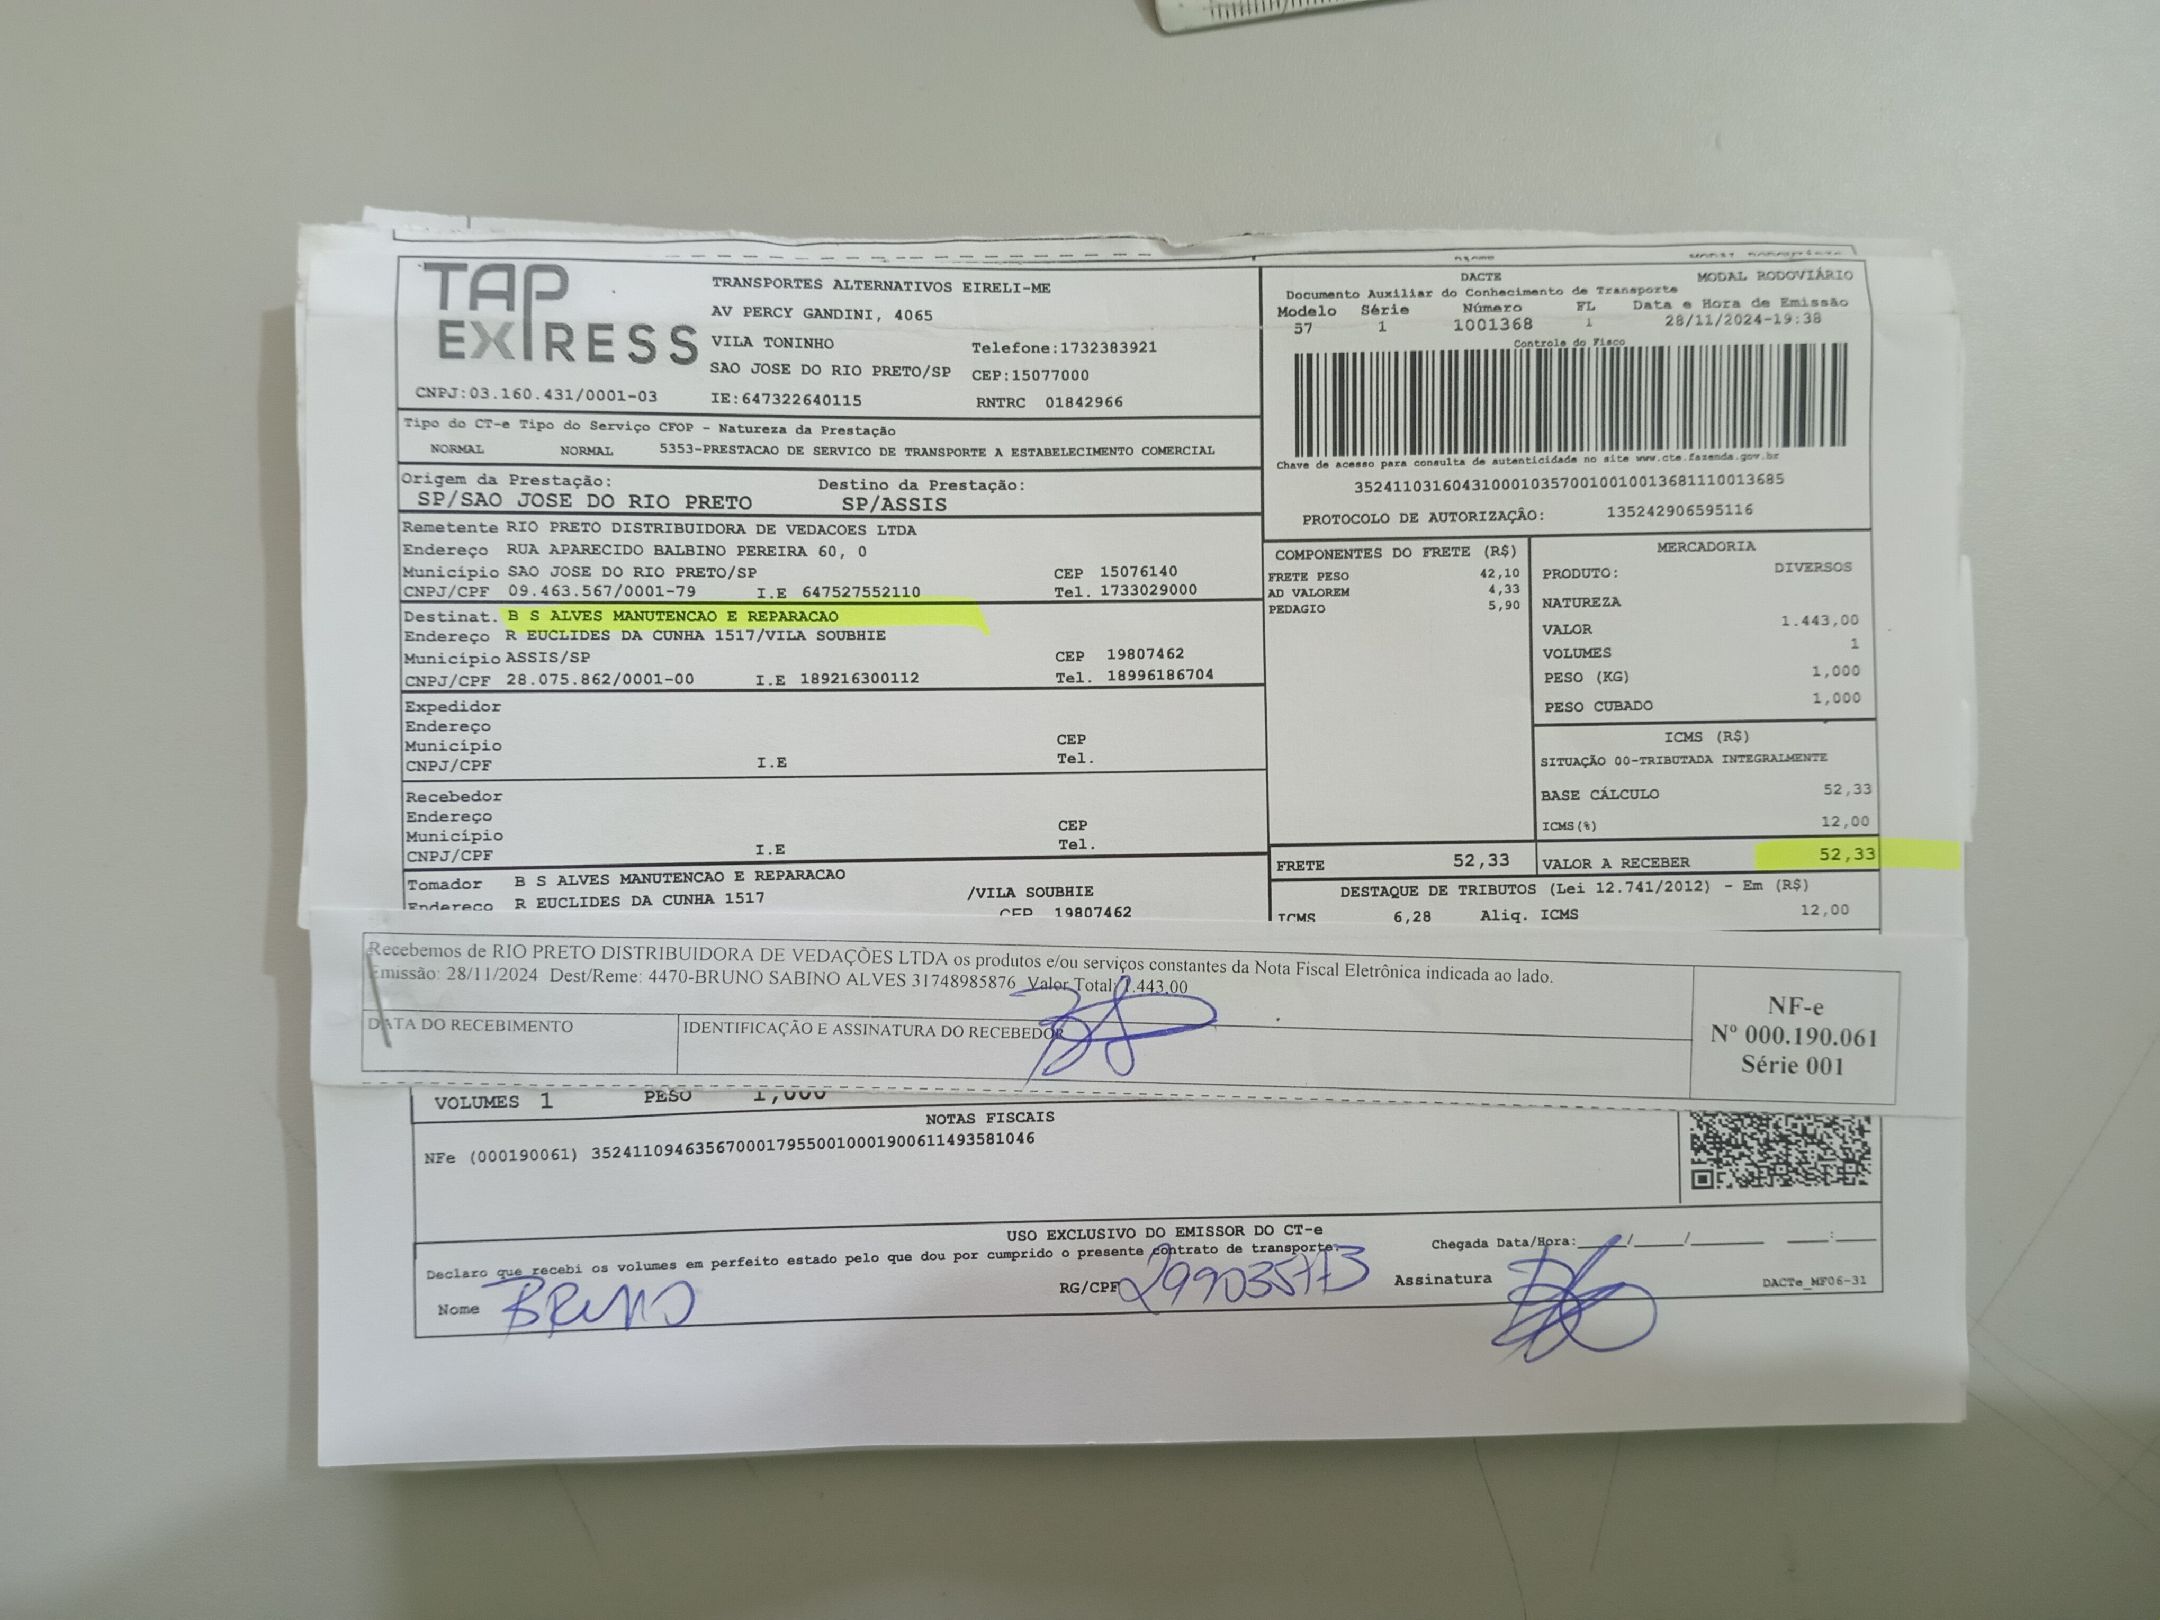 TAP EXPRESS
TRANSPORTES ALTERNATIVOS EIRELI-ME
AV PERCY GANDINI, 4065
VILA TONINHO Telefone:1732383921
SAO JOSE DO RIO PRETO/SP CEP:15077000
CNPJ:03.160.431/0001-03 IE:647322640115 RNTRC 01842966
DACTE MODAL RODOVIÁRIO
Documento Auxiliar do Conhecimento de Transporte
Modelo Série Número FL Data e Hora de Emissão
57 1 1001368 1 28/11/2024-19:38
Controle do Fisco
Chave de acesso para consulta de autenticidade no site www.cte.fazenda.gov.br
35241103160431000103570010010013681110013685
PROTOCOLO DE AUTORIZAÇÃO: 135242906595116
Tipo do CT-e Tipo do Serviço CFOP - Natureza da Prestação
NORMAL NORMAL 5353-PRESTACAO DE SERVICO DE TRANSPORTE A ESTABELECIMENTO COMERCIAL
Origem da Prestação: Destino da Prestação:
SP/SAO JOSE DO RIO PRETO SP/ASSIS
Remetente RIO PRETO DISTRIBUIDORA DE VEDACOES LTDA
Endereço RUA APARECIDO BALBINO PEREIRA 60, 0
Município SAO JOSE DO RIO PRETO/SP CEP 15076140
CNPJ/CPF 09.463.567/0001-79 I.E 647527552110 Tel. 1733029000
Destinat. B S ALVES MANUTENCAO E REPARACAO
Endereço R EUCLIDES DA CUNHA 1517/VILA SOUBHIE
Município ASSIS/SP CEP 19807462
CNPJ/CPF 28.075.862/0001-00 I.E 189216300112 Tel. 18996186704
Expedidor
Endereço
Município CEP
CNPJ/CPF I.E Tel.
Recebedor
Endereço
Município CEP
CNPJ/CPF I.E Tel.
Tomador B S ALVES MANUTENCAO E REPARACAO
Endereço R EUCLIDES DA CUNHA 1517 /VILA SOUBHIE
CEP 19807462
COMPONENTES DO FRETE (R$)
FRETE PESO 42,10
AD VALOREM 4,33
PEDAGIO 5,90
MERCADORIA
PRODUTO: DIVERSOS
NATUREZA
VALOR 1.443,00
VOLUMES 1
PESO (KG) 1,000
PESO CUBADO 1,000
ICMS (R$)
SITUAÇÃO 00-TRIBUTADA INTEGRALMENTE
BASE CÁLCULO 52,33
ICMS(%) 12,00
FRETE 52,33 VALOR A RECEBER 52,33
DESTAQUE DE TRIBUTOS (Lei 12.741/2012) - Em (R$)
ICMS 6,28 Aliq. ICMS 12,00
Recebemos de RIO PRETO DISTRIBUIDORA DE VEDAÇÕES LTDA os produtos e/ou serviços constantes da Nota Fiscal Eletrônica indicada ao lado.
Emissão: 28/11/2024 Dest/Reme: 4470-BRUNO SABINO ALVES 31748985876 Valor Total: 1.443,00
DATA DO RECEBIMENTO IDENTIFICAÇÃO E ASSINATURA DO RECEBEDOR
NF-e
Nº 000.190.061
Série 001
VOLUMES 1 PESO 1,000
NOTAS FISCAIS
NFe (000190061) 35241109463567000179550010001900611493581046
USO EXCLUSIVO DO EMISSOR DO CT-e
Declaro que recebi os volumes em perfeito estado pelo que dou por cumprido o presente contrato de transporte. Chegada Data/Hora:___/___/_____ ___:___
Nome BRUNO RG/CPF 299035773 Assinatura DACTe_MF06-31